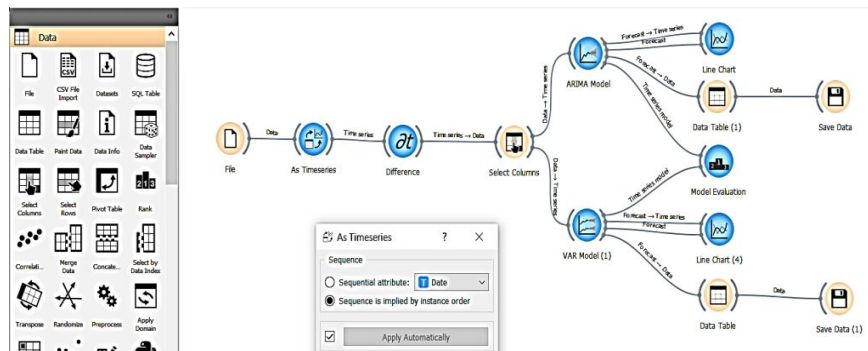 Data
File
CSV File
Import
Datasets
SQL Table
Data Table
Paint Data
Data Info
Data
Sampler
Select
Columns
Select
Rows
Pivot Table
Rank
Correlati...
Merge
Data
Concate...
Select by
Data Index
Transpose
Randomize
Preprocess
Apply
Domain
File
Data
As Timeseries
Time series
Difference
Time series → Data
Select Columns
Data → Time series
Data → Time series
ARIMA Model
Forecast → Time series
Forecast
Forecast → Data
Time series model
Line Chart
Data Table (1)
Data
Save Data
Model Evaluation
VAR Model (1)
Time series model
Forecast → Time series
Forecast
Forecast → Data
Line Chart (4)
Data Table
Data
Save Data (1)
As Timeseries ? ×
Sequence
Sequential attribute: T Date
Sequence is implied by instance order
Apply Automatically